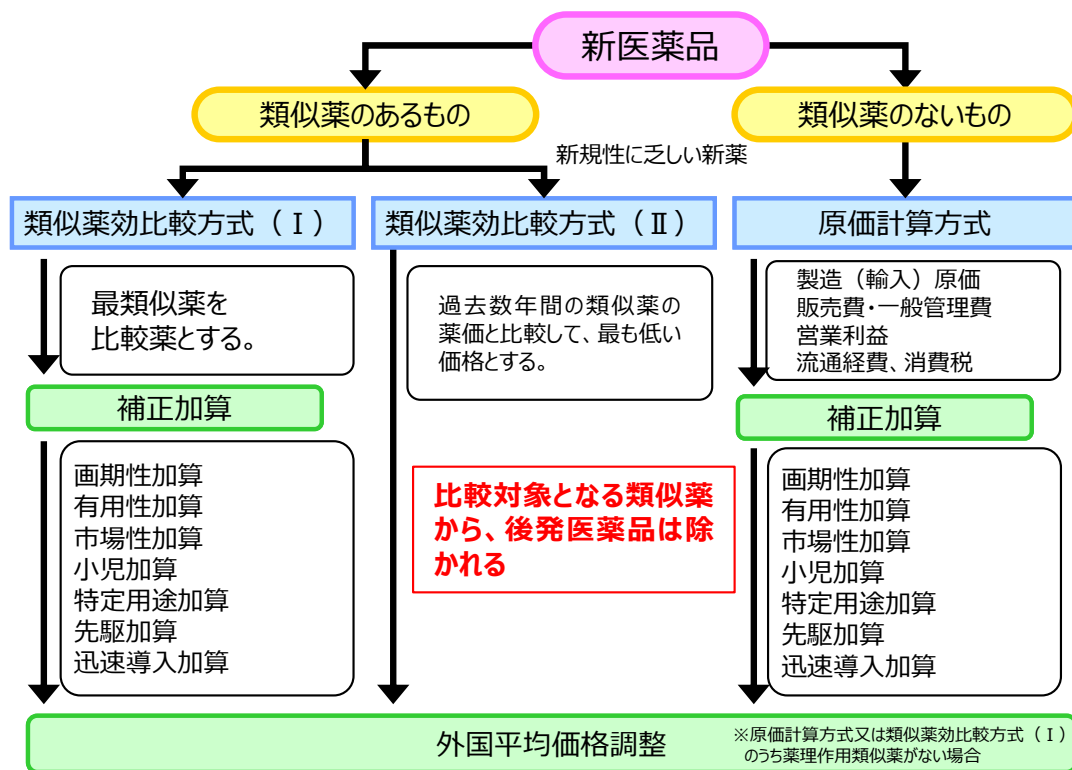 新医薬品
類似薬のあるもの
類似薬のないもの
新規性に乏しい新薬
類似薬効比較方式（Ⅰ）
類似薬効比較方式（Ⅱ）
原価計算方式
最類似薬を
比較薬とする。
過去数年間の類似薬の
薬価と比較して、最も低い
価格とする。
製造（輸入）原価
販売費・一般管理費
営業利益
流通経費、消費税
補正加算
補正加算
画期性加算
有用性加算
市場性加算
小児加算
特定用途加算
先駆加算
迅速導入加算
比較対象となる類似薬
から、後発医薬品は除
かれる
画期性加算
有用性加算
市場性加算
小児加算
特定用途加算
先駆加算
迅速導入加算
外国平均価格調整
※原価計算方式又は類似薬効比較方式（Ⅰ）
のうち薬理作用類似薬がない場合